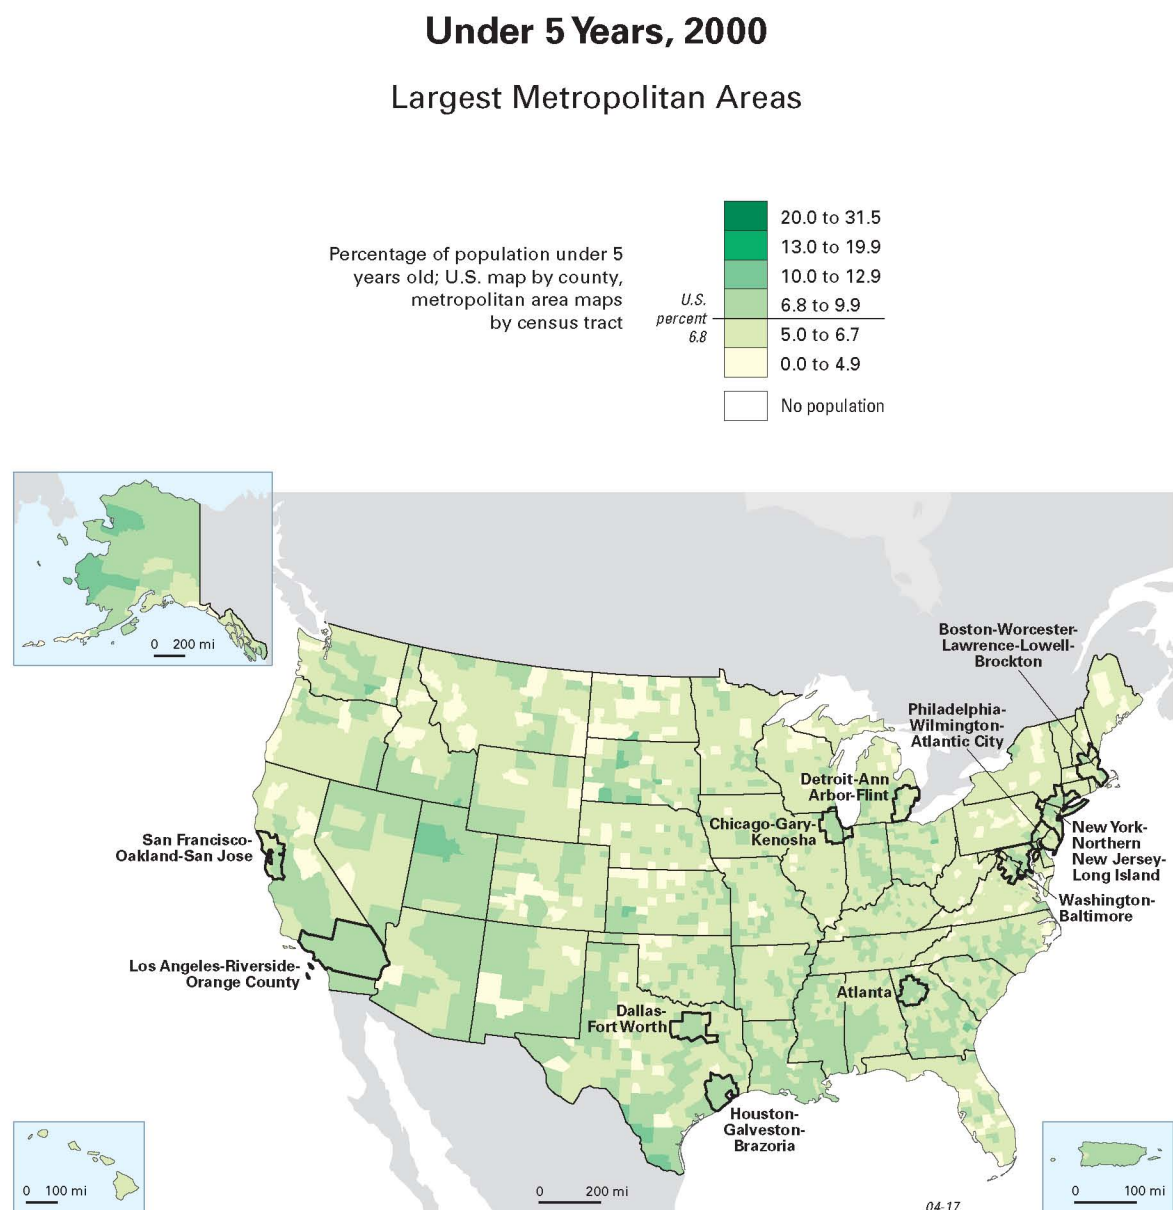 Under 5 Years, 2000
Largest Metropolitan Areas
Percentage of population under 5
years old; U.S. map by county,
metropolitan area maps
by census tract
U.S.
percent
6.8
20.0 to 31.5
13.0 to 19.9
10.0 to 12.9
6.8 to 9.9
5.0 to 6.7
0.0 to 4.9
No population
0 200 mi
Boston-Worcester-
Lawrence-Lowell-
Brockton
Philadelphia-
Wilmington-
Atlantic City
Detroit-Ann
Arbor-Flint
Chicago-Gary-
Kenosha
San Francisco-
Oakland-San Jose
New York-
Northern
New Jersey-
Long Island
Washington-
Baltimore
Los Angeles-Riverside-
Orange County
Atlanta
Dallas-
Fort Worth
Houston-
Galveston-
Brazoria
0 100 mi
0 200 mi
0 100 mi
04-17